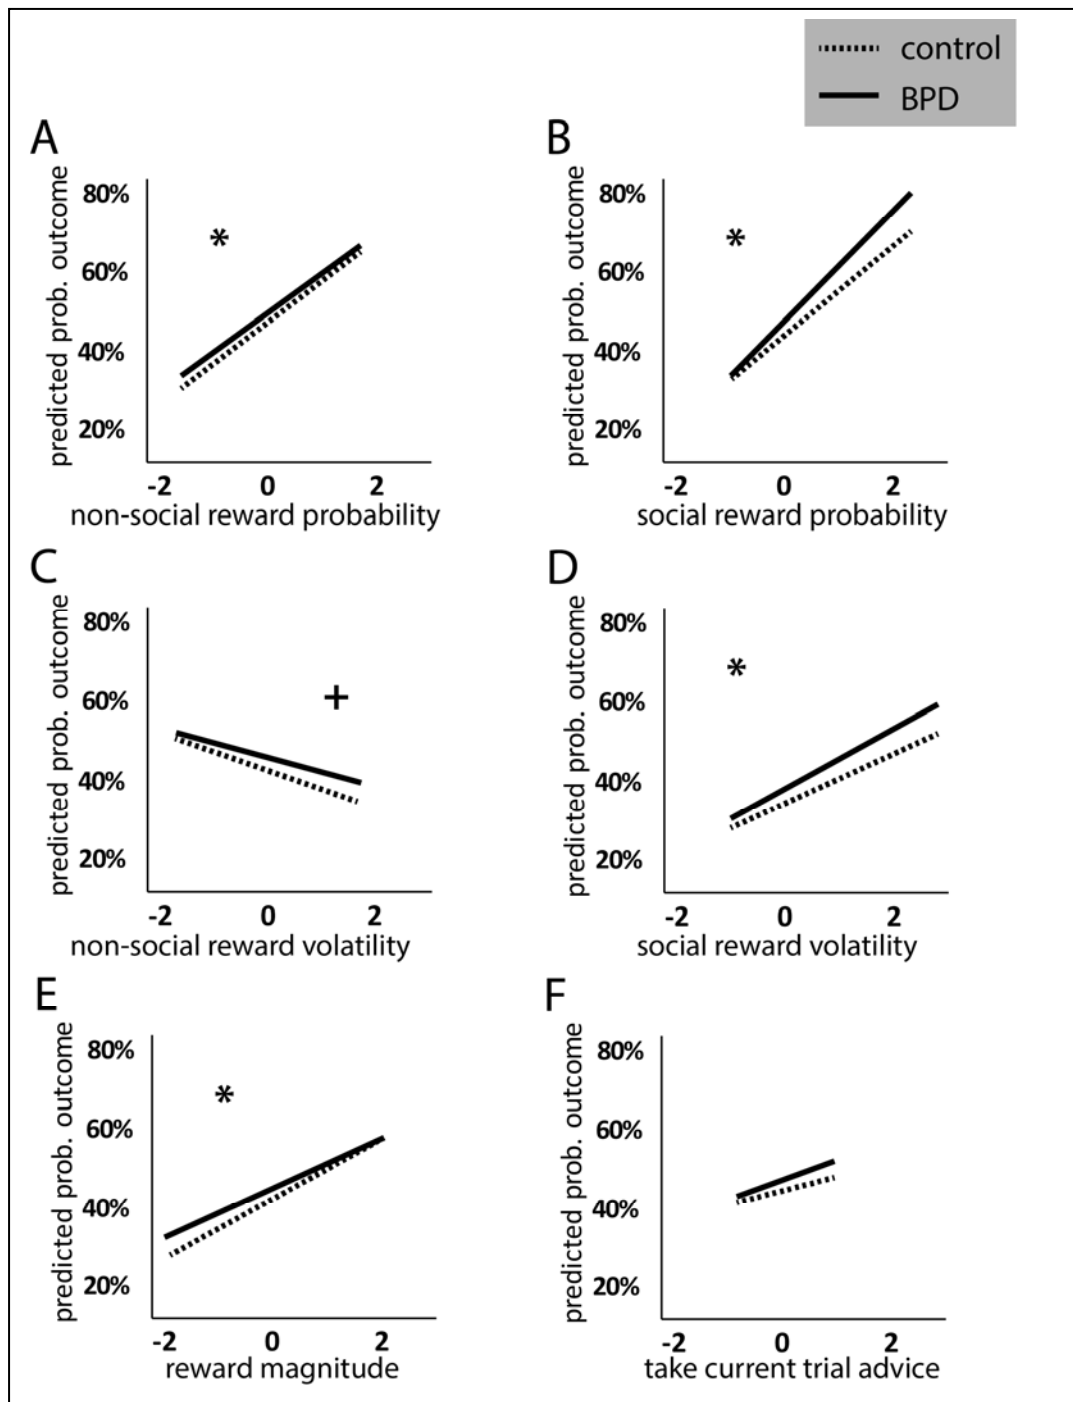 control
BPD
A
predicted prob. outcome
80%
60%
40%
20%
*
-2 0 2
non-social reward probability
B
predicted prob. outcome
80%
60%
40%
20%
*
-2 0 2
social reward probability
C
predicted prob. outcome
80%
60%
40%
20%
+
-2 0 2
non-social reward volatility
D
predicted prob. outcome
80%
60%
40%
20%
*
-2 0 2
social reward volatility
E
predicted prob. outcome
80%
60%
40%
20%
*
-2 0 2
reward magnitude
F
predicted prob. outcome
80%
60%
40%
20%
-2 0 2
take current trial advice